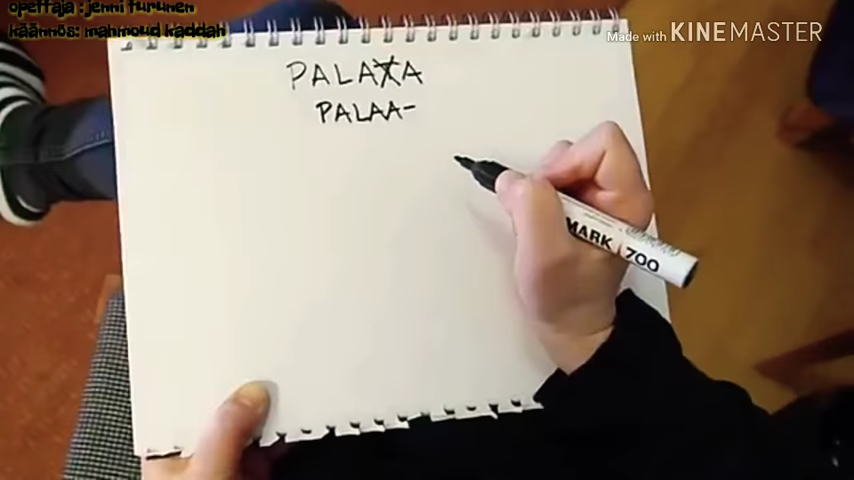 opettaja : jenni turunen
käännös: mahmoud kaddah
Made with KINEMASTER
PALATA
PALAA-
MARK 700